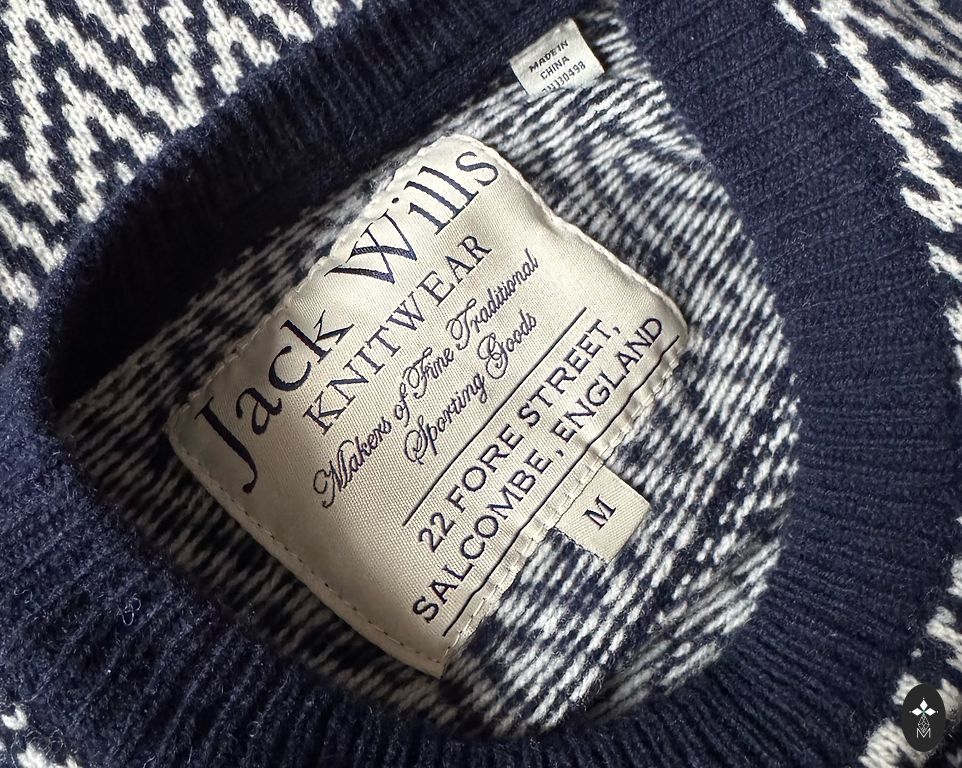 MADE IN
CHINA
Jack Wills
KNITWEAR
Makers of Fine Traditional
Sporting Goods
22 FORE STREET,
SALCOMBE, ENGLAND
M
M